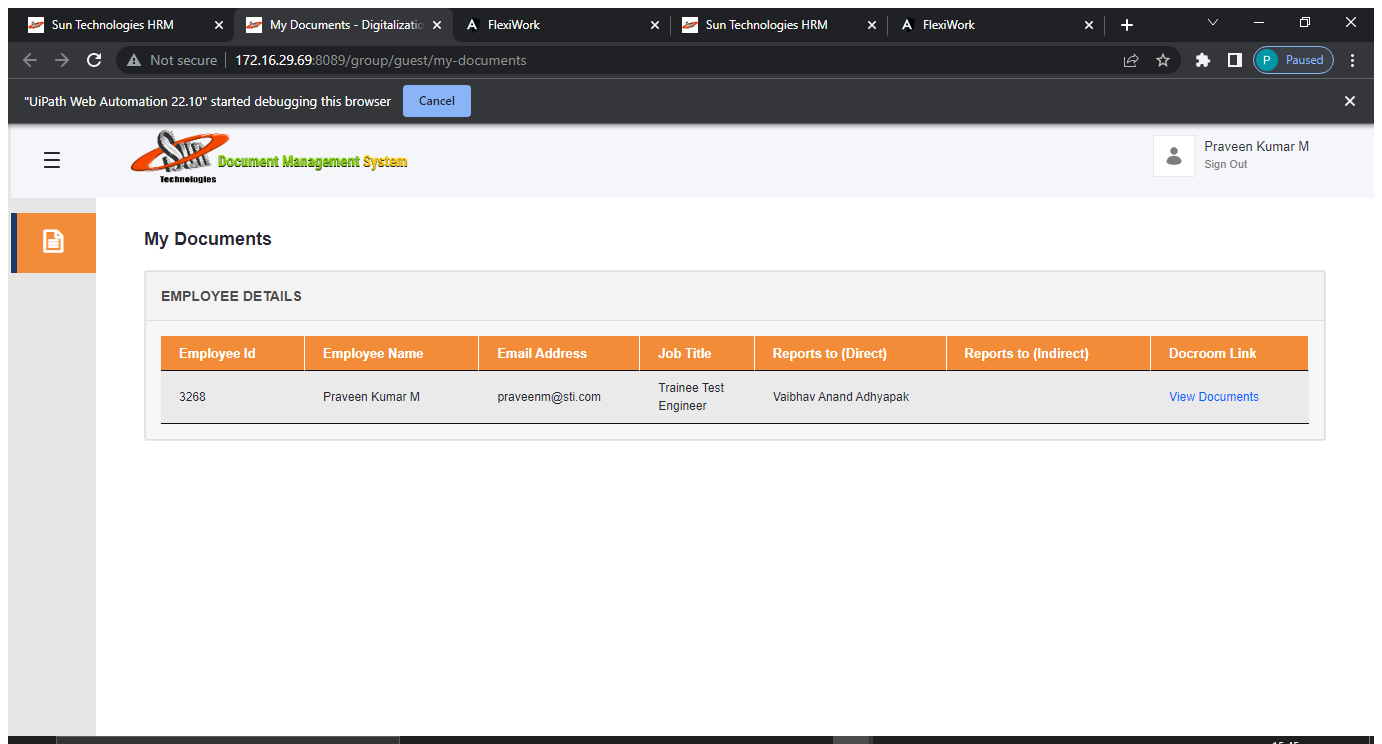 Sun Technologies HRM
My Documents - Digitalizatio
FlexiWork
Sun Technologies HRM
FlexiWork
Not secure
172.16.29.69:8089/group/guest/my-documents
P Paused
"UiPath Web Automation 22.10" started debugging this browser
Cancel
Sun
Technologies
Document Management System
Praveen Kumar M
Sign Out
My Documents
EMPLOYEE DETAILS
Employee Id Employee Name Email Address Job Title Reports to (Direct) Reports to (Indirect) Docroom Link
3268 Praveen Kumar M praveenm@sti.com Trainee Test Engineer Vaibhav Anand Adhyapak View Documents